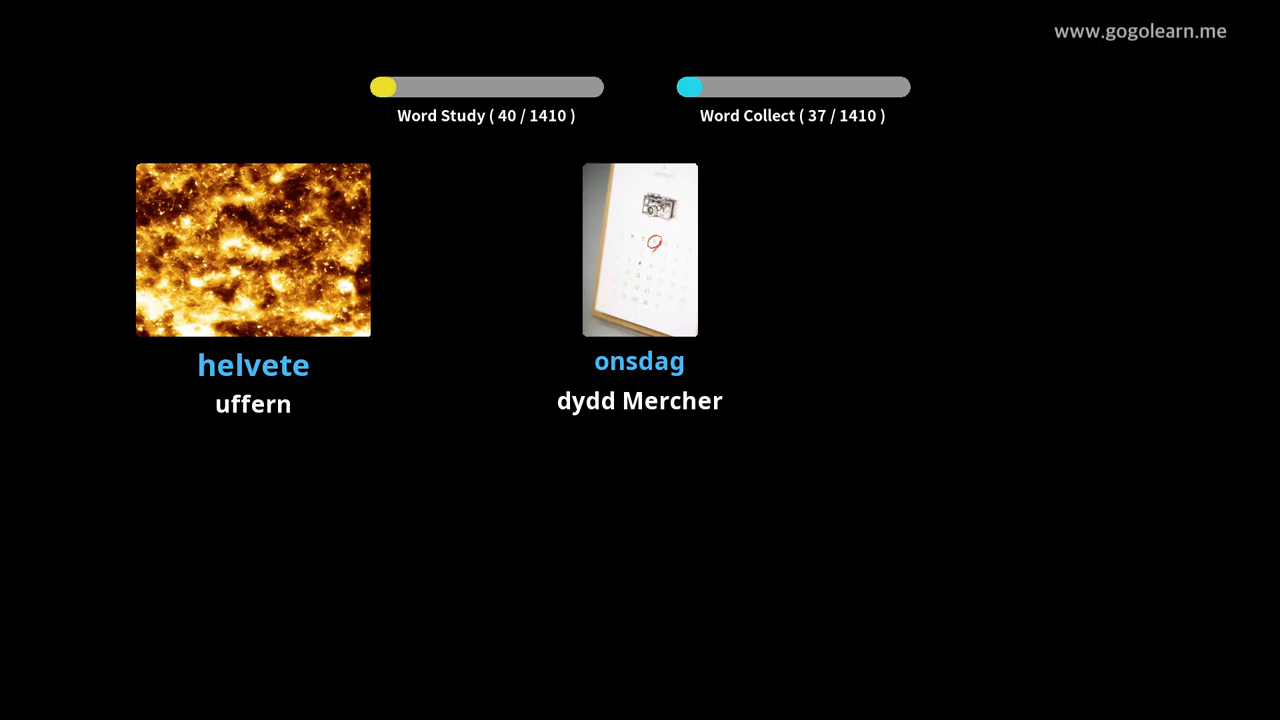 www.gogolearn.me
Word Study ( 40 / 1410 )
Word Collect ( 37 / 1410 )
helvete
uffern
onsdag
dydd Mercher